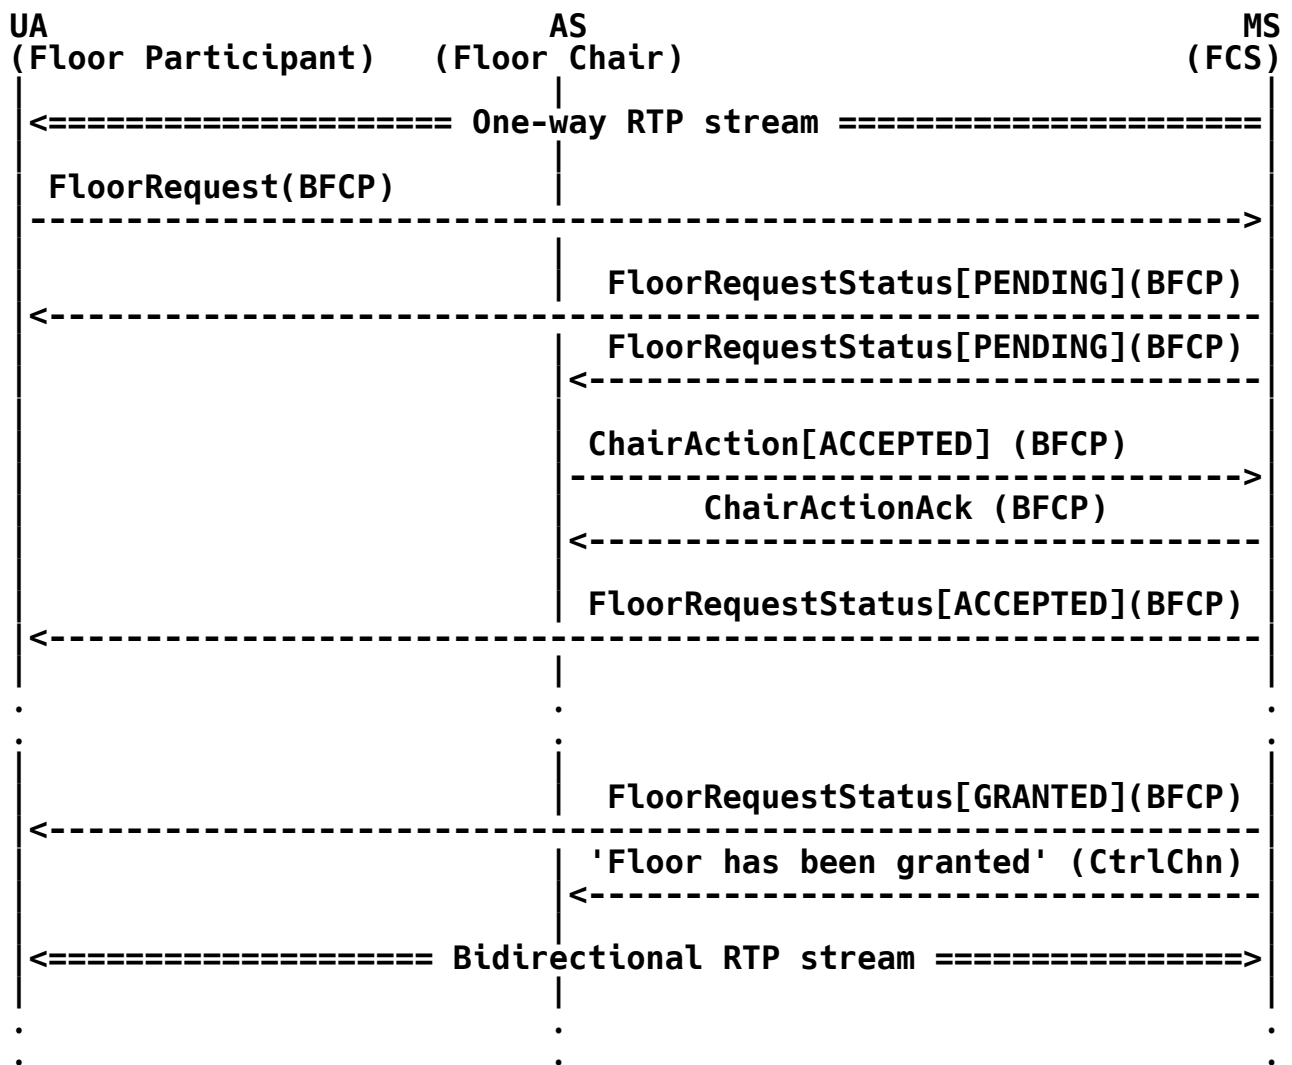 UA AS MS
(Floor Participant) (Floor Chair) (FCS)
<===================== One-way RTP stream ======================
FloorRequest(BFCP)
--------------------------------------------------------------->
FloorRequestStatus[PENDING](BFCP)
<---------------------------------------------------------------
FloorRequestStatus[PENDING](BFCP)
<-----------------------------------
ChairAction[ACCEPTED] (BFCP)
----------------------------------->
ChairActionAck (BFCP)
<-----------------------------------
FloorRequestStatus[ACCEPTED](BFCP)
<---------------------------------------------------------------
. . .
. . .
FloorRequestStatus[GRANTED](BFCP)
<---------------------------------------------------------------
'Floor has been granted' (CtrlChn)
<-----------------------------------
<==================== Bidirectional RTP stream ================>
. . .
. . .